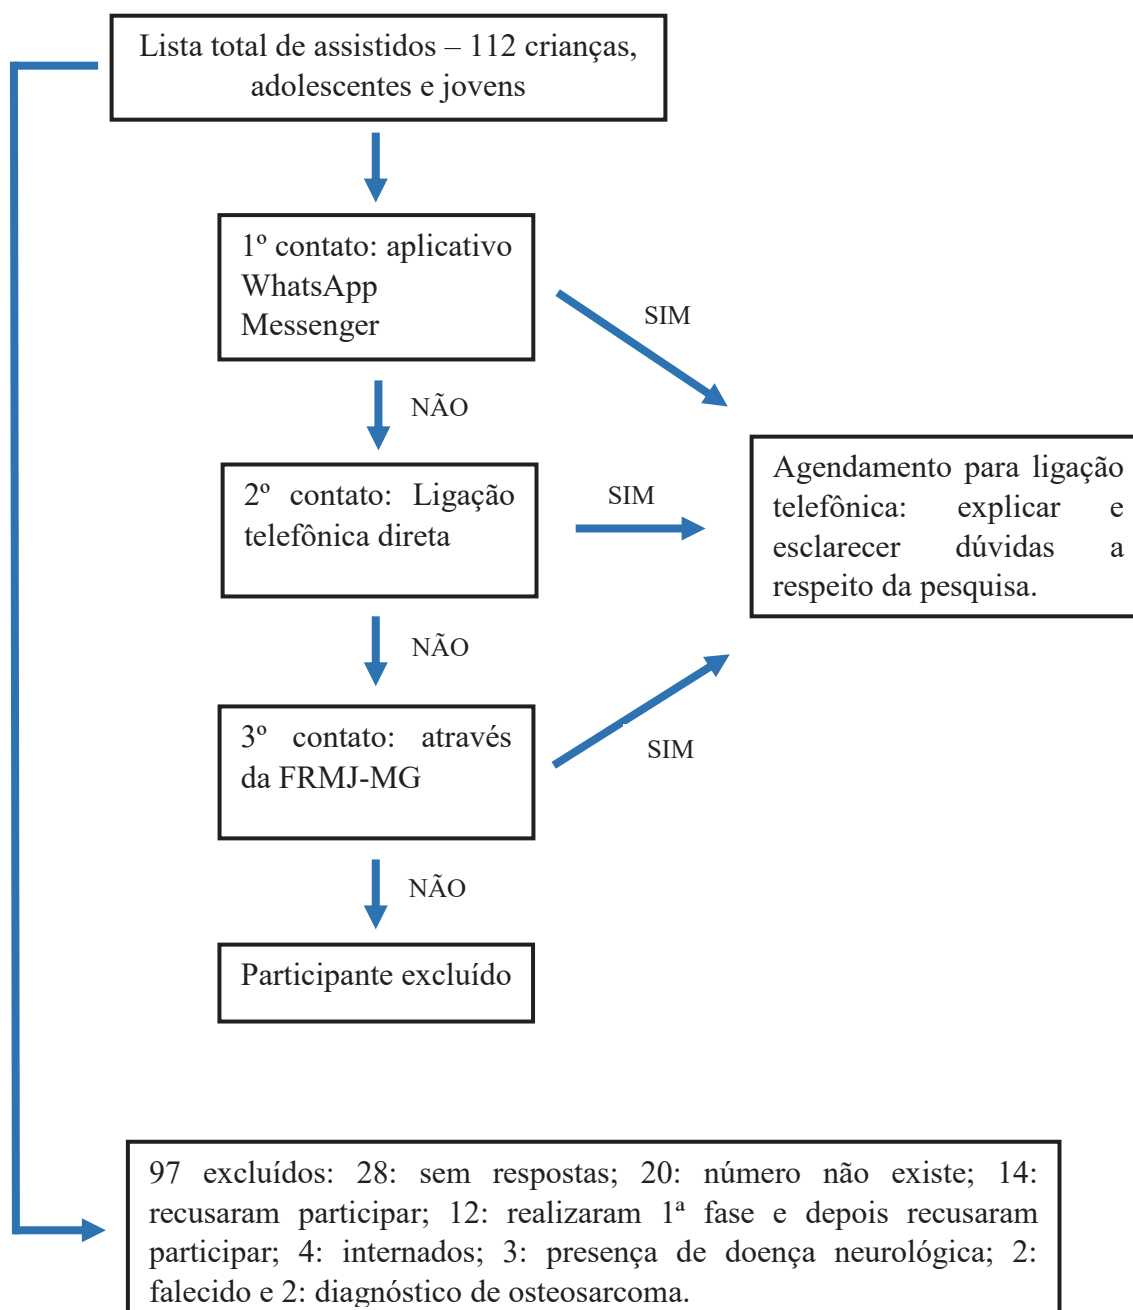 Lista total de assistidos – 112 crianças,
adolescentes e jovens
1º contato: aplicativo
WhatsApp
Messenger
SIM
NÃO
2º contato: Ligação
telefônica direta
SIM
Agendamento para ligação
telefônica: explicar e
esclarecer dúvidas a
respeito da pesquisa.
NÃO
3º contato: através
da FRMJ-MG
SIM
NÃO
Participante excluído
97 excluídos: 28: sem respostas; 20: número não existe; 14:
recusaram participar; 12: realizaram 1ª fase e depois recusaram
participar; 4: internados; 3: presença de doença neurológica; 2:
falecido e 2: diagnóstico de osteosarcoma.